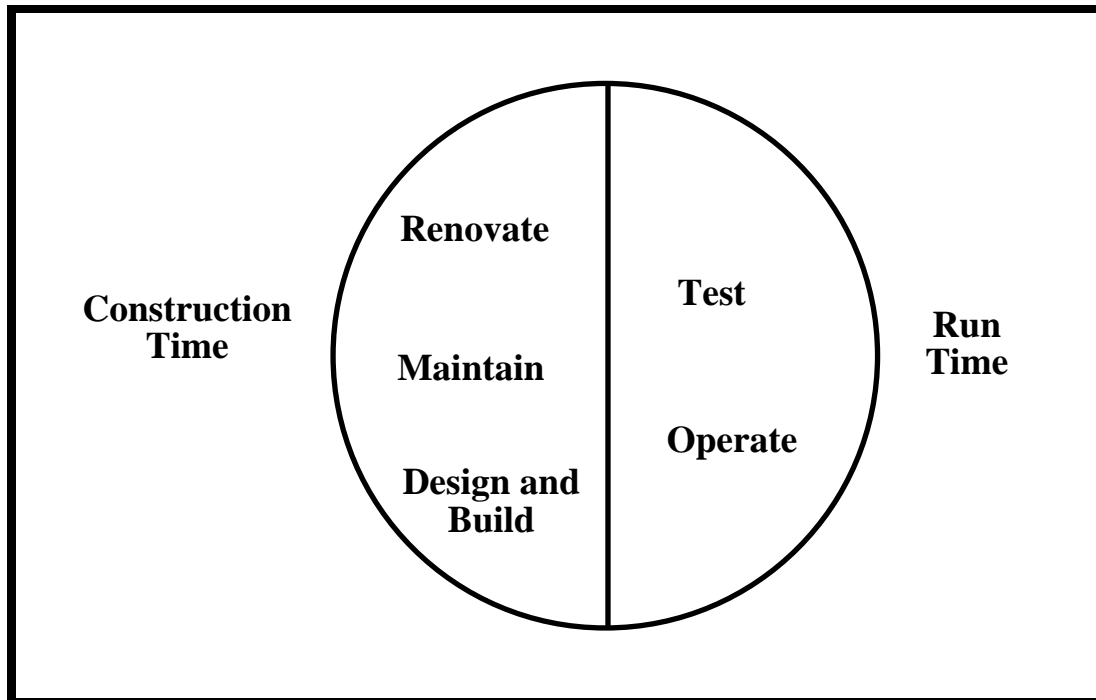 Construction
Time
Renovate
Maintain
Design and
Build
Test
Operate
Run
Time